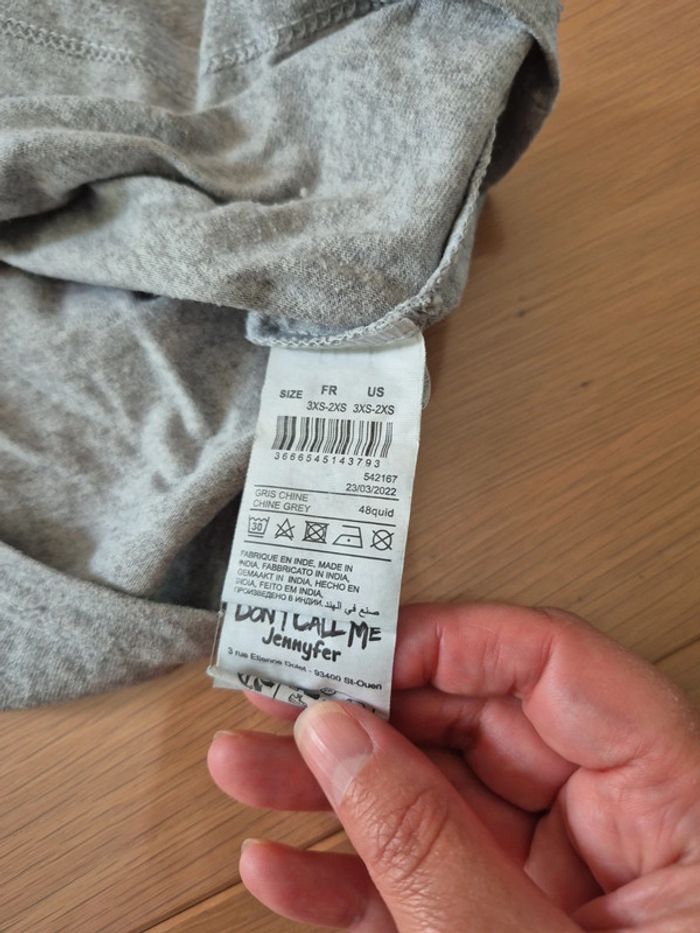 SIZE FR US
3XS-2XS 3XS-2XS
3666545143793
542167
23/03/2022
GRIS CHINE
CHINE GREY 48quid
30
FABRIQUE EN INDE, MADE IN
INDIA, FABBRICATO IN INDIA,
GEMAAKT IN INDIA, HECHO EN
INDIA, FEITO EM INDIA,
ПРОИЗВЕДЕНО В ИНДИИ, صنع في الهند
DON'T CALL ME
Jennyfer
3 rue Etienne Dolet - 93400 St-Ouen